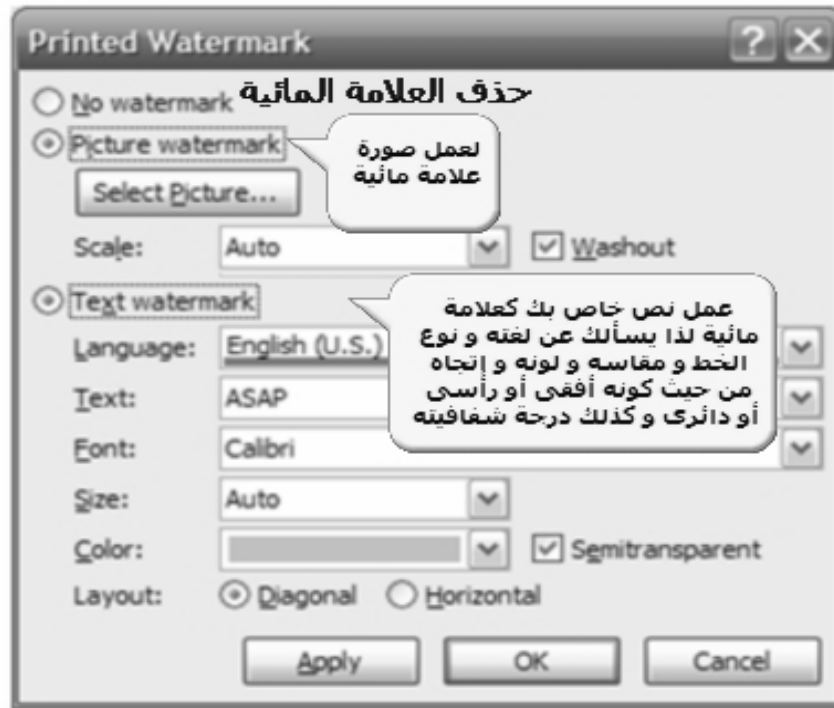 Printed Watermark
No watermark حذف العلامة المائية
Picture watermark
لعمل صورة
علامة مائية
Select Picture...
Scale: Auto Washout
Text watermark
عمل نص خاص بك كعلامة
مائية لذا يسألك عن لغته و نوع
الخط و مقاسه و لونه و إتجاه
من حيث كونه أفقى أو رأسى
أو دائرى و كذلك درجة شفافيته
Language: English (U.S.)
Text: ASAP
Font: Calibri
Size: Auto
Color: Semitransparent
Layout: Diagonal Horizontal
Apply OK Cancel